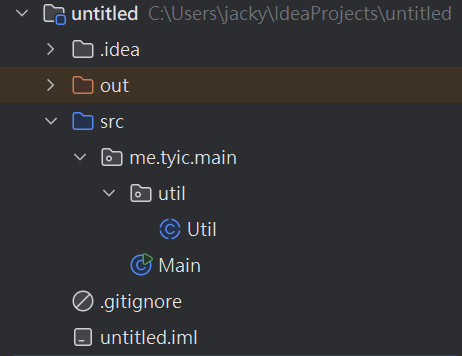 untitled C:\Users\jacky\IdeaProjects\untitled
.idea
out
src
me.tyic.main
util
Util
Main
.gitignore
untitled.iml